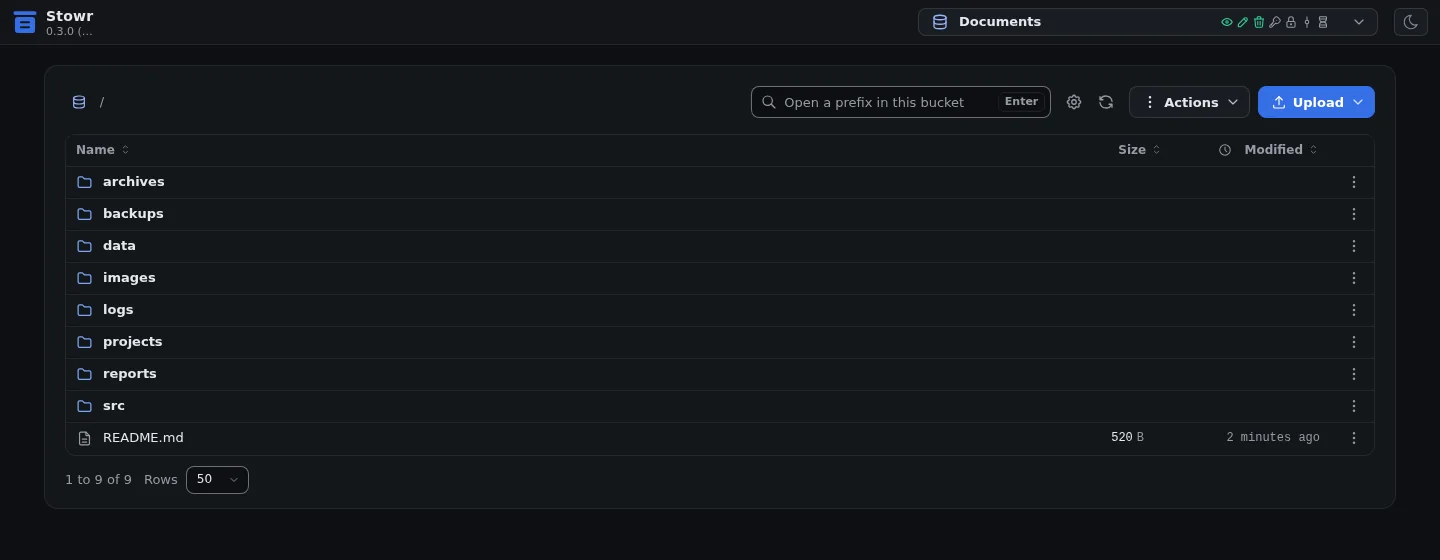 Stowr
0.3.0 (...
Documents
/
Open a prefix in this bucket Enter
Actions
Upload
Name Size Modified
archives
backups
data
images
logs
projects
reports
src
README.md 520 B 2 minutes ago
1 to 9 of 9 Rows 50